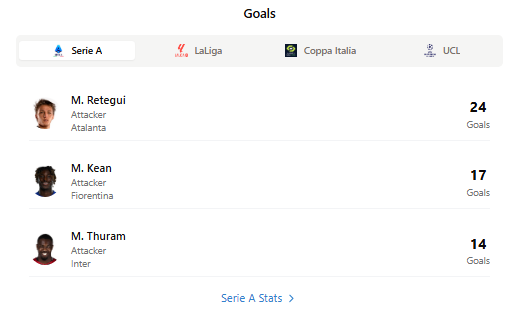 Goals
Serie A
LaLiga
Coppa Italia
UCL
M. Retegui
Attacker
Atalanta
24
Goals
M. Kean
Attacker
Fiorentina
17
Goals
M. Thuram
Attacker
Inter
14
Goals
Serie A Stats